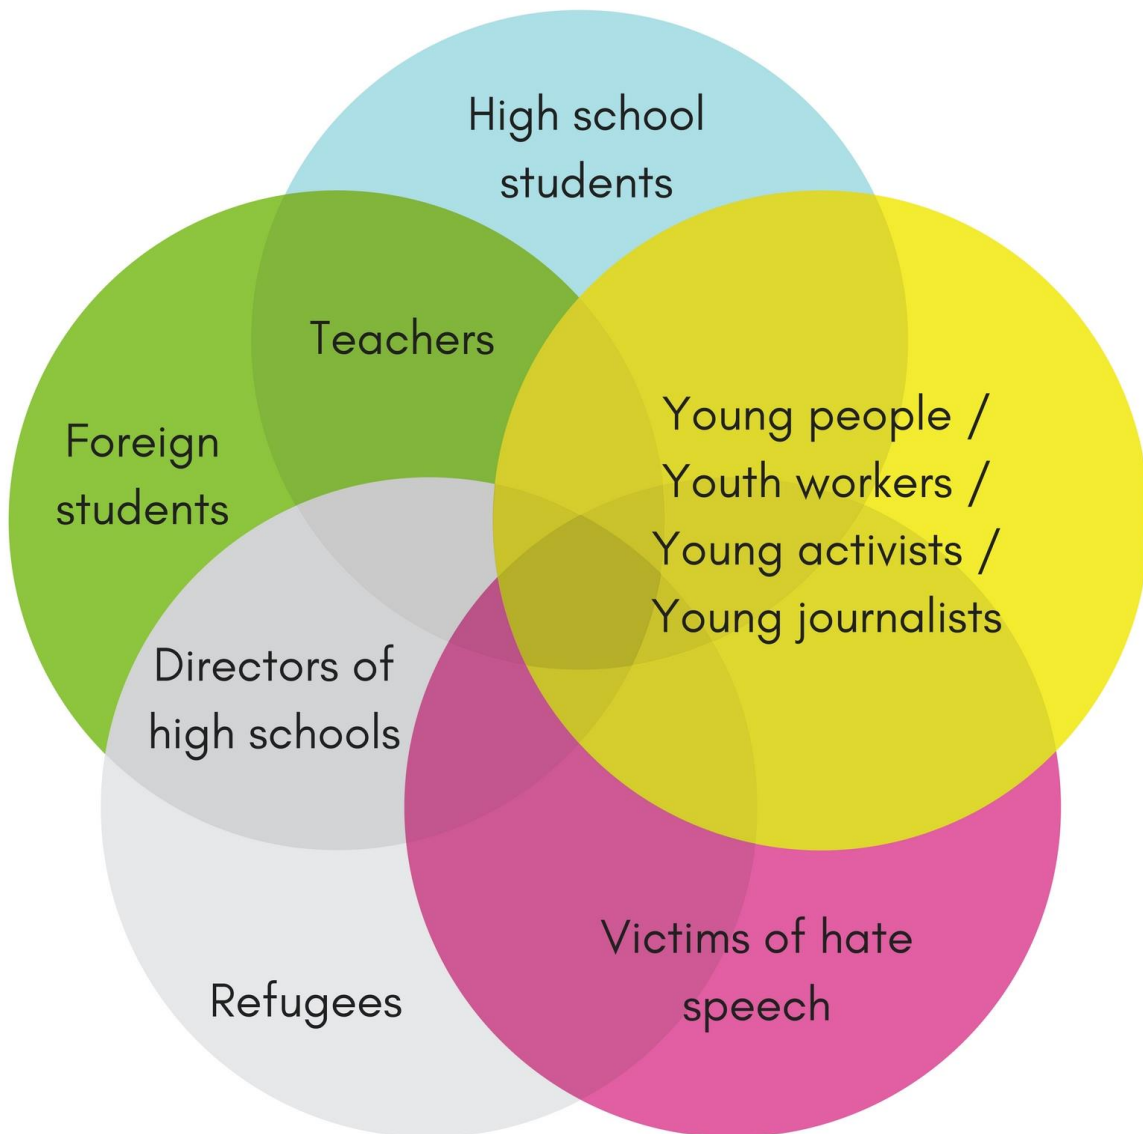 High school
students
Teachers
Foreign
students
Young people /
Youth workers /
Young activists /
Young journalists
Directors of
high schools
Victims of hate
speech
Refugees